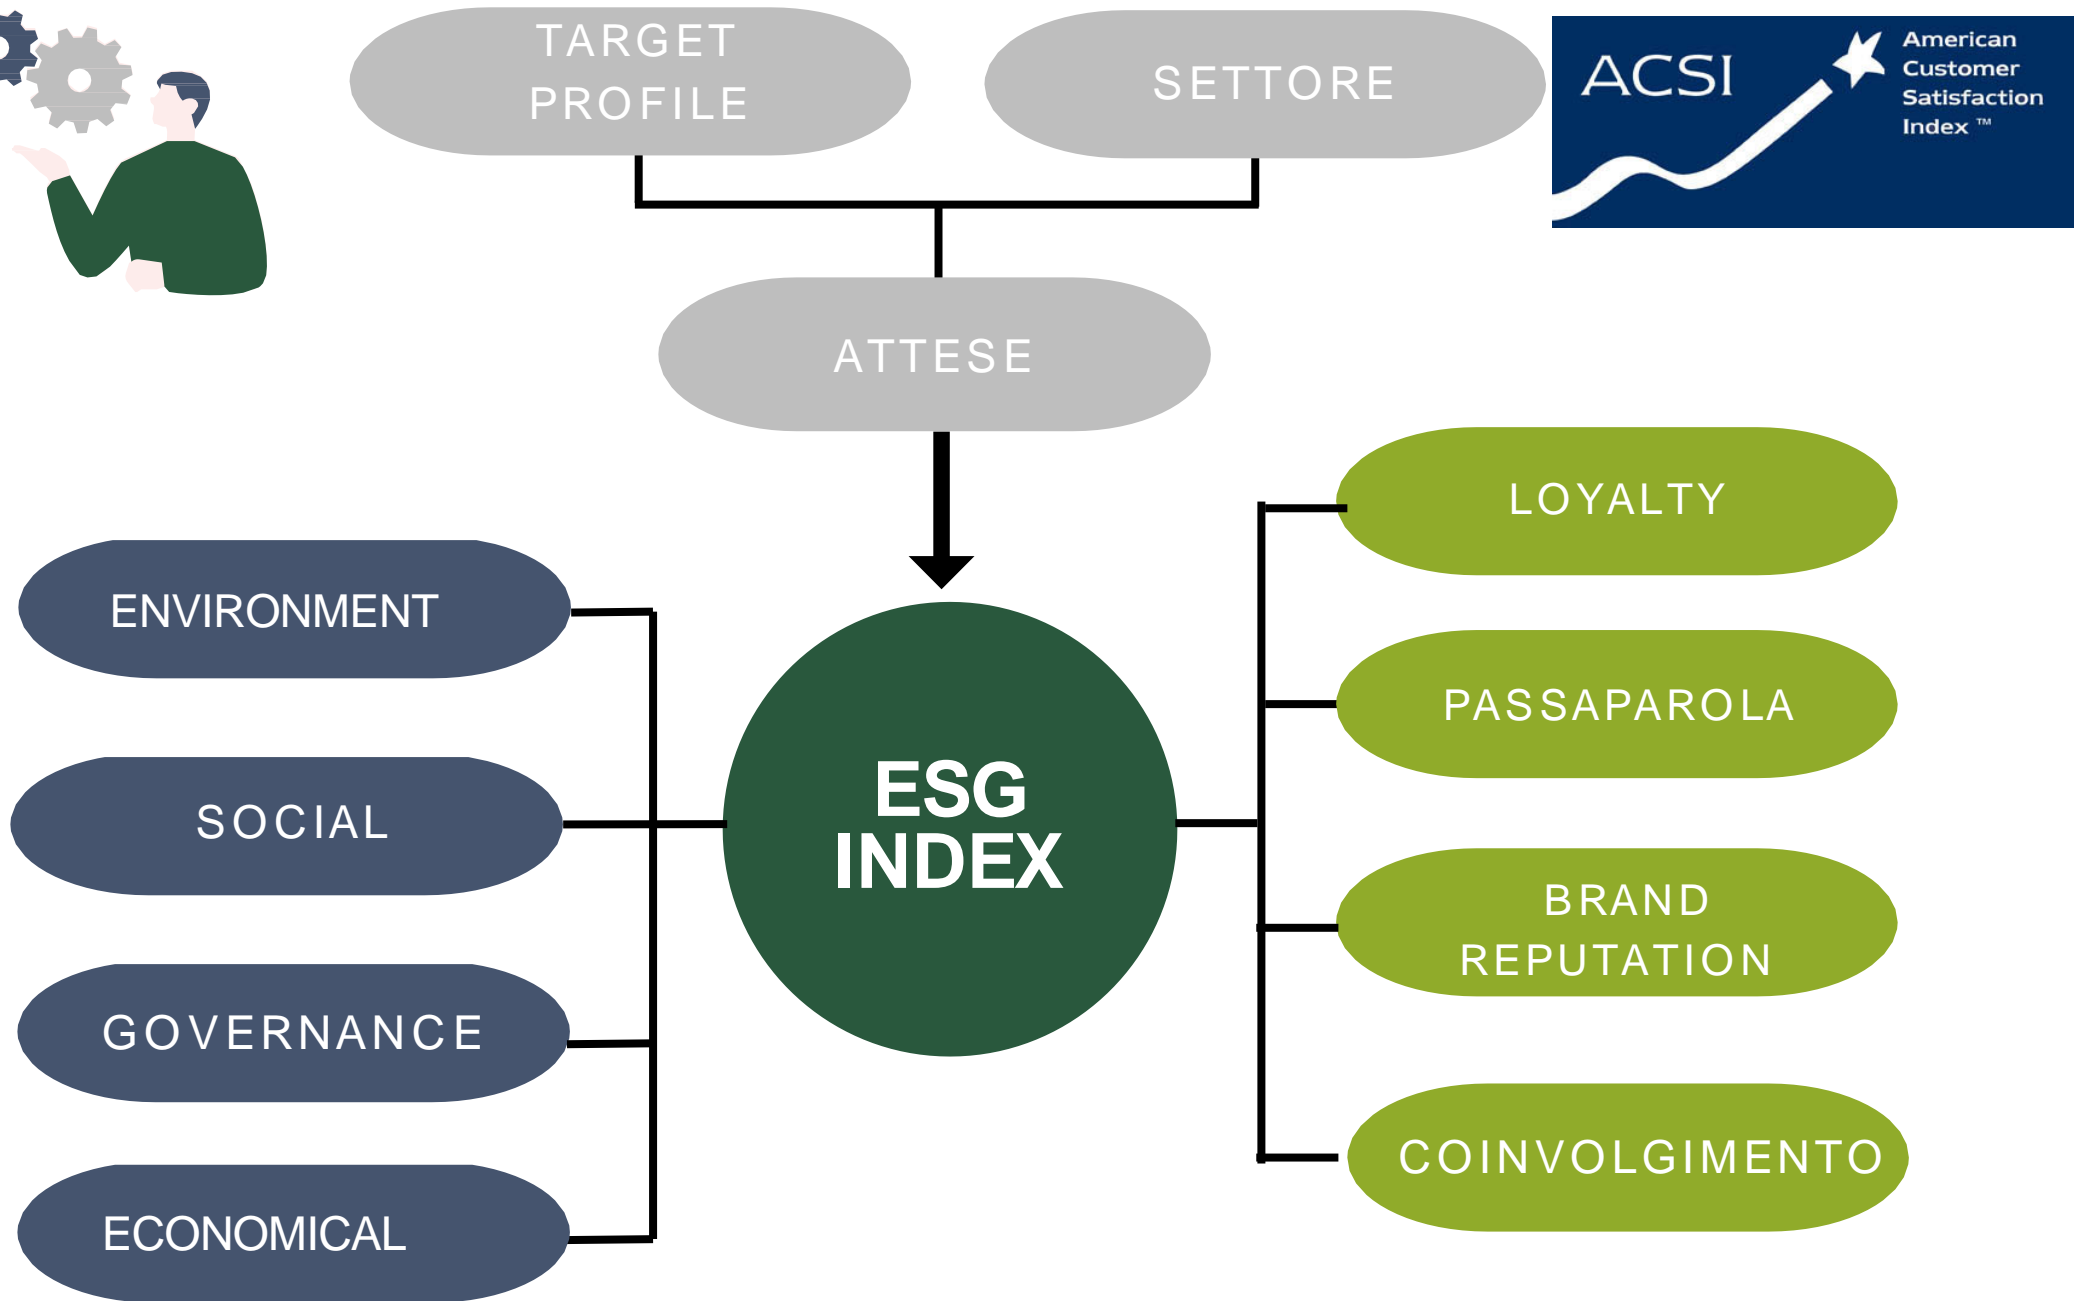 TARGET
PROFILE
SETTORE
ACSI
American
Customer
Satisfaction
Index ™
ATTESE
LOYALTY
ENVIRONMENT
PASSAPAROLA
ESG
INDEX
SOCIAL
BRAND
REPUTATION
GOVERNANCE
COINVOLGIMENTO
ECONOMICAL